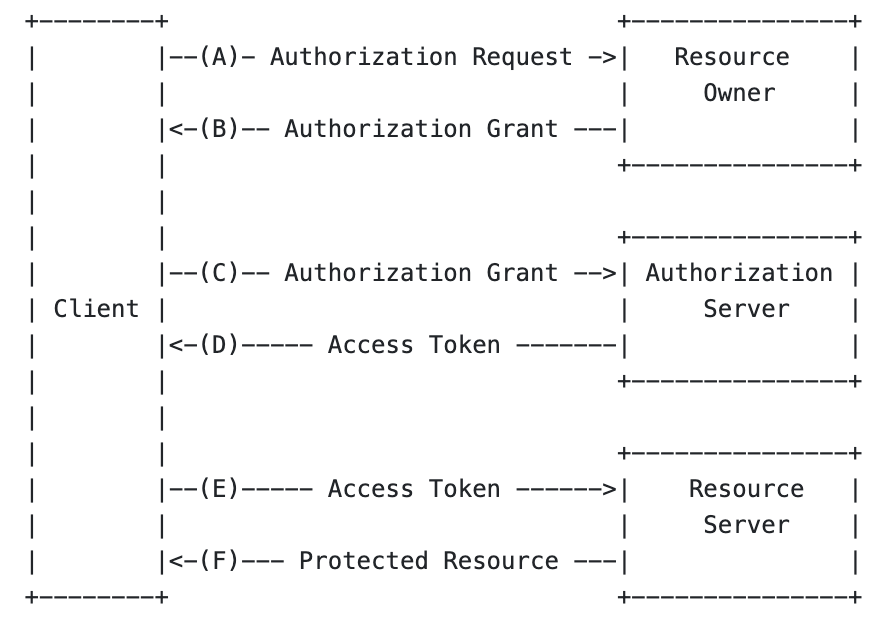 +--------+                               +---------------+
|        |--(A)- Authorization Request ->|   Resource    |
|        |                               |     Owner     |
|        |<-(B)-- Authorization Grant ---|               |
|        |                               +---------------+
|        |
|        |                               +---------------+
|        |--(C)-- Authorization Grant -->| Authorization |
| Client |                               |     Server    |
|        |<-(D)----- Access Token -------|               |
|        |                               +---------------+
|        |
|        |                               +---------------+
|        |--(E)----- Access Token ------>|    Resource   |
|        |                               |     Server    |
|        |<-(F)--- Protected Resource ---|               |
+--------+                               +---------------+